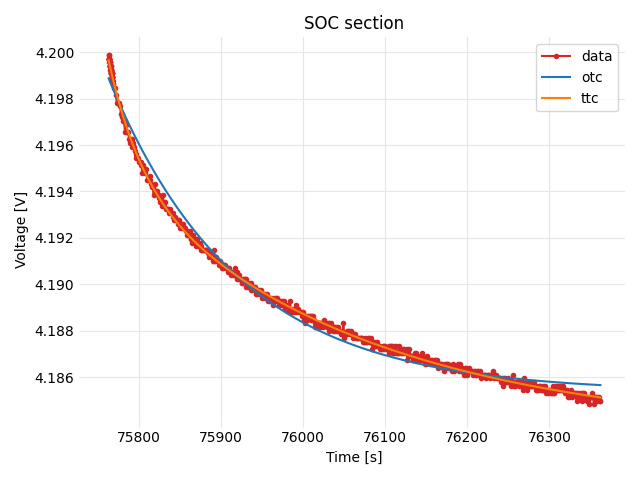 SOC section
data
otc
ttc
Voltage [V]
4.200
4.198
4.196
4.194
4.192
4.190
4.188
4.186
75800 75900 76000 76100 76200 76300
Time [s]